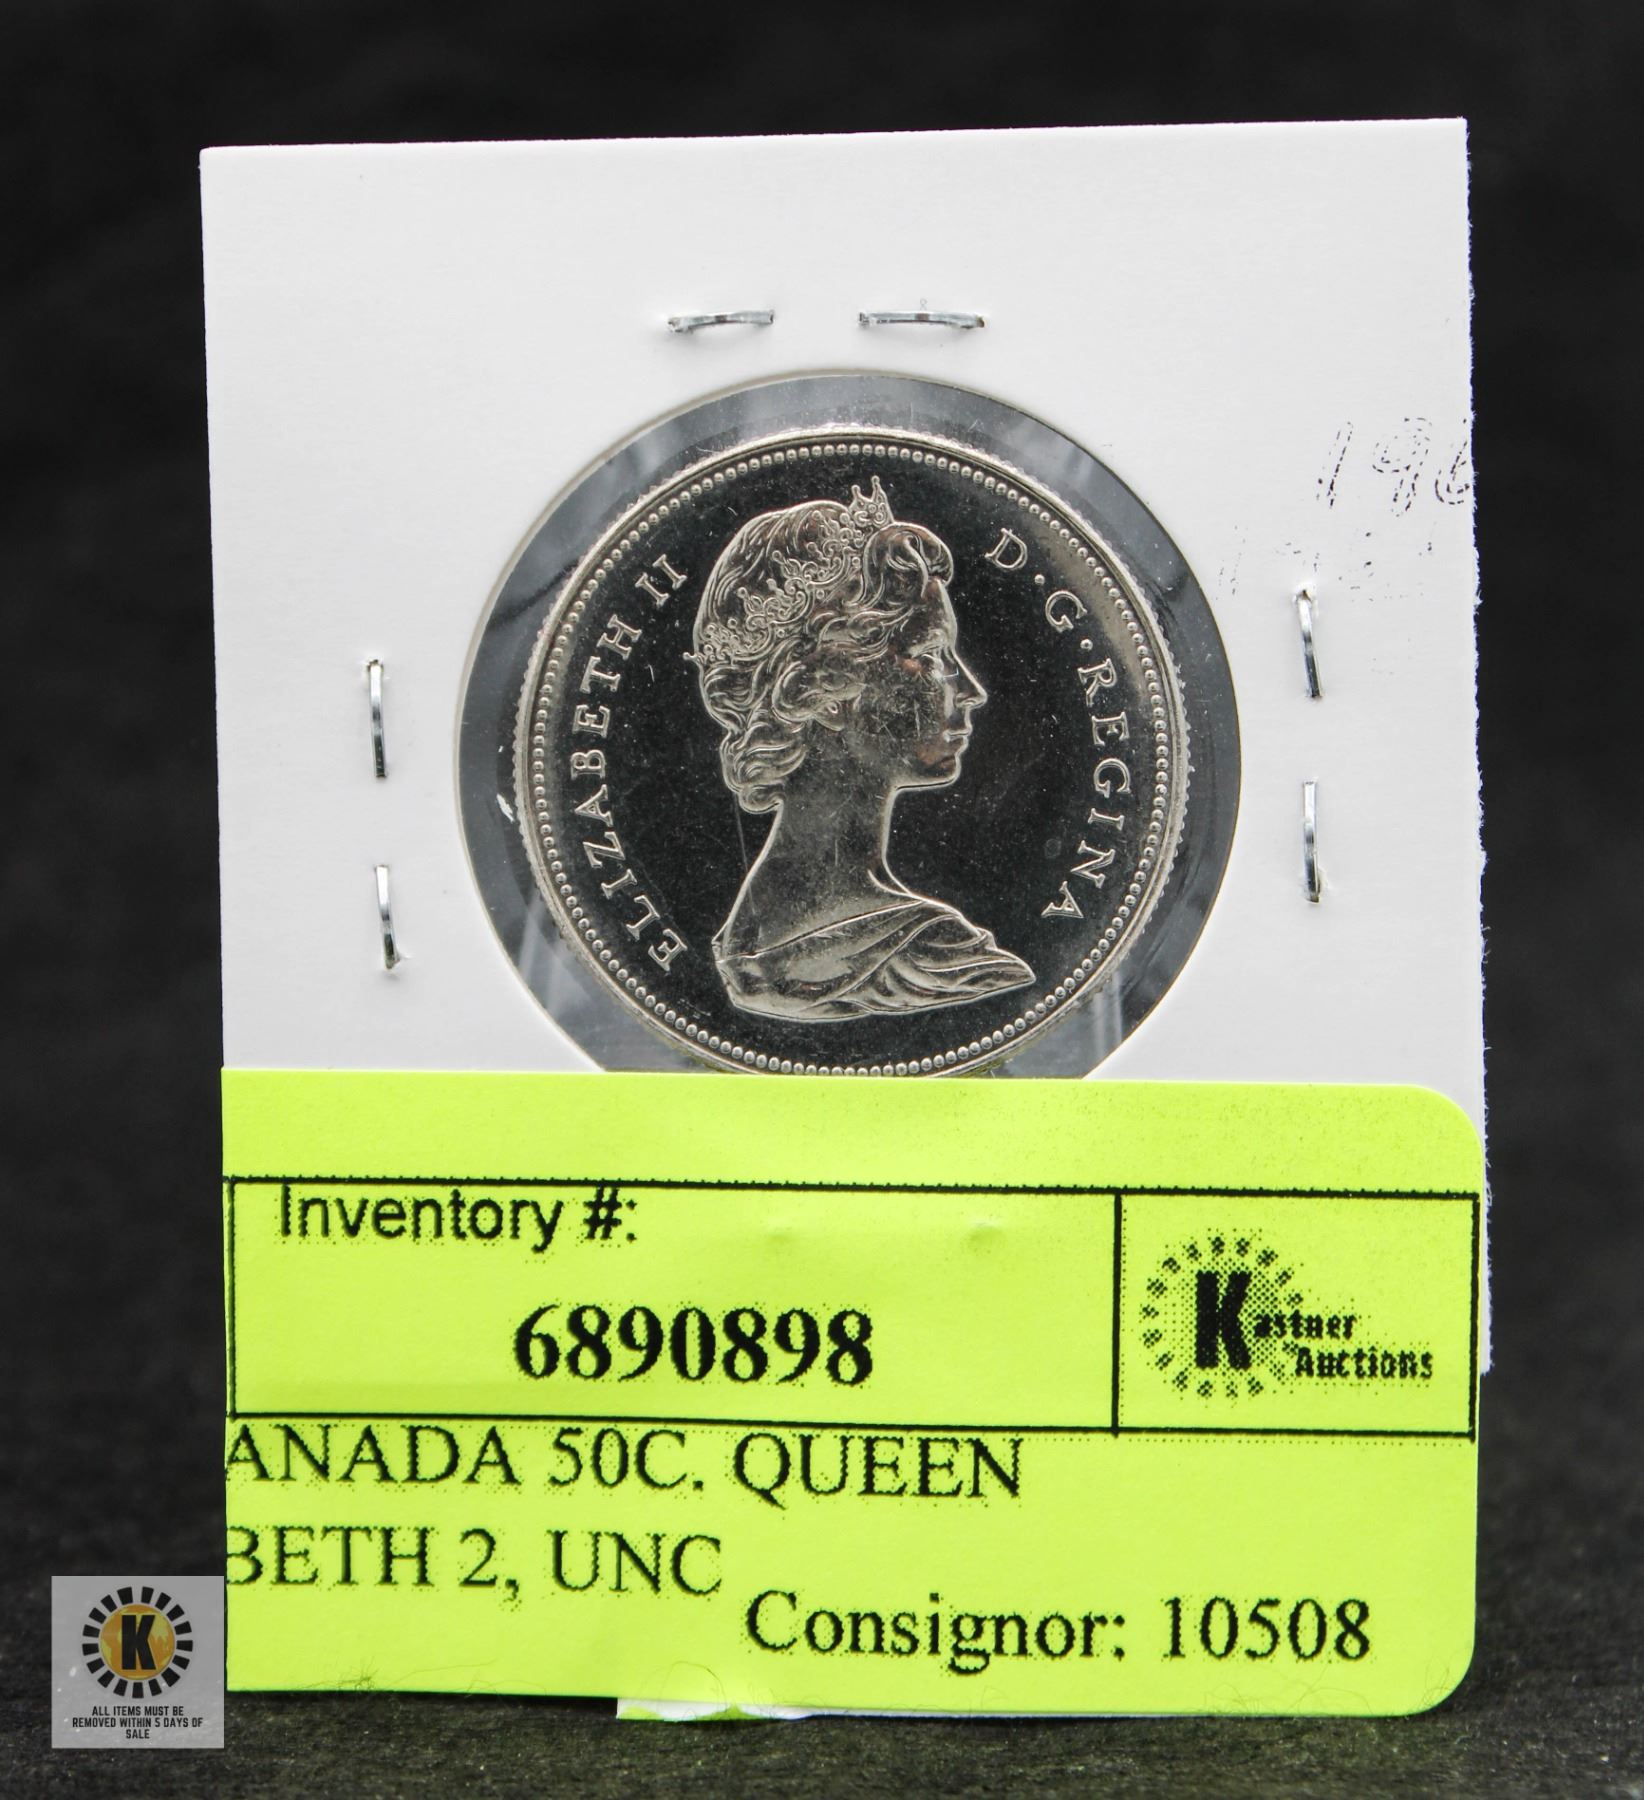 196
ELIZABETH II
D·G·REGINA
Inventory #:
6890898
Kastner
Auctions
ANADA 50C. QUEEN
BETH 2, UNC
Consignor: 10508
K
ALL ITEMS MUST BE
REMOVED WITHIN 5 DAYS OF
SALE